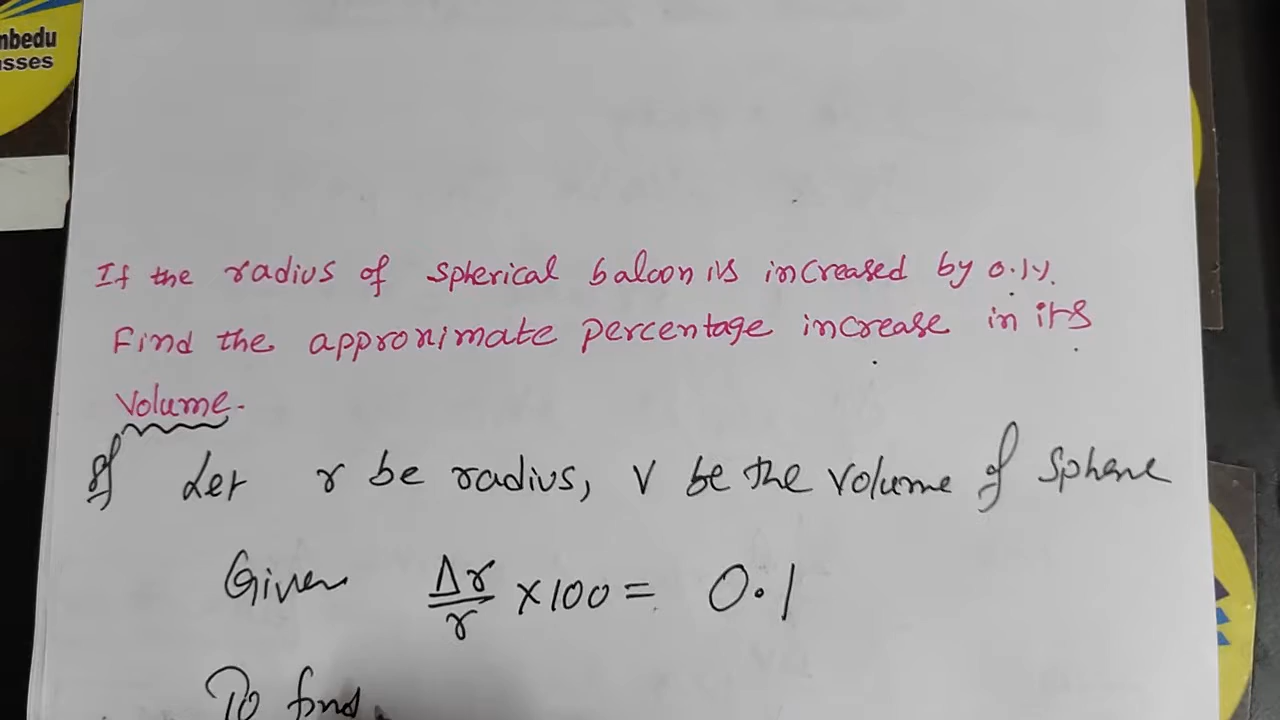 nbedu
sses
If the radius of spherical baloon is increased by 0.1%.
Find the approximate percentage increase in its
Volume.
Let r be radius, V be the Volume of Sphere
Given Δr/r × 100 = 0.1
To find